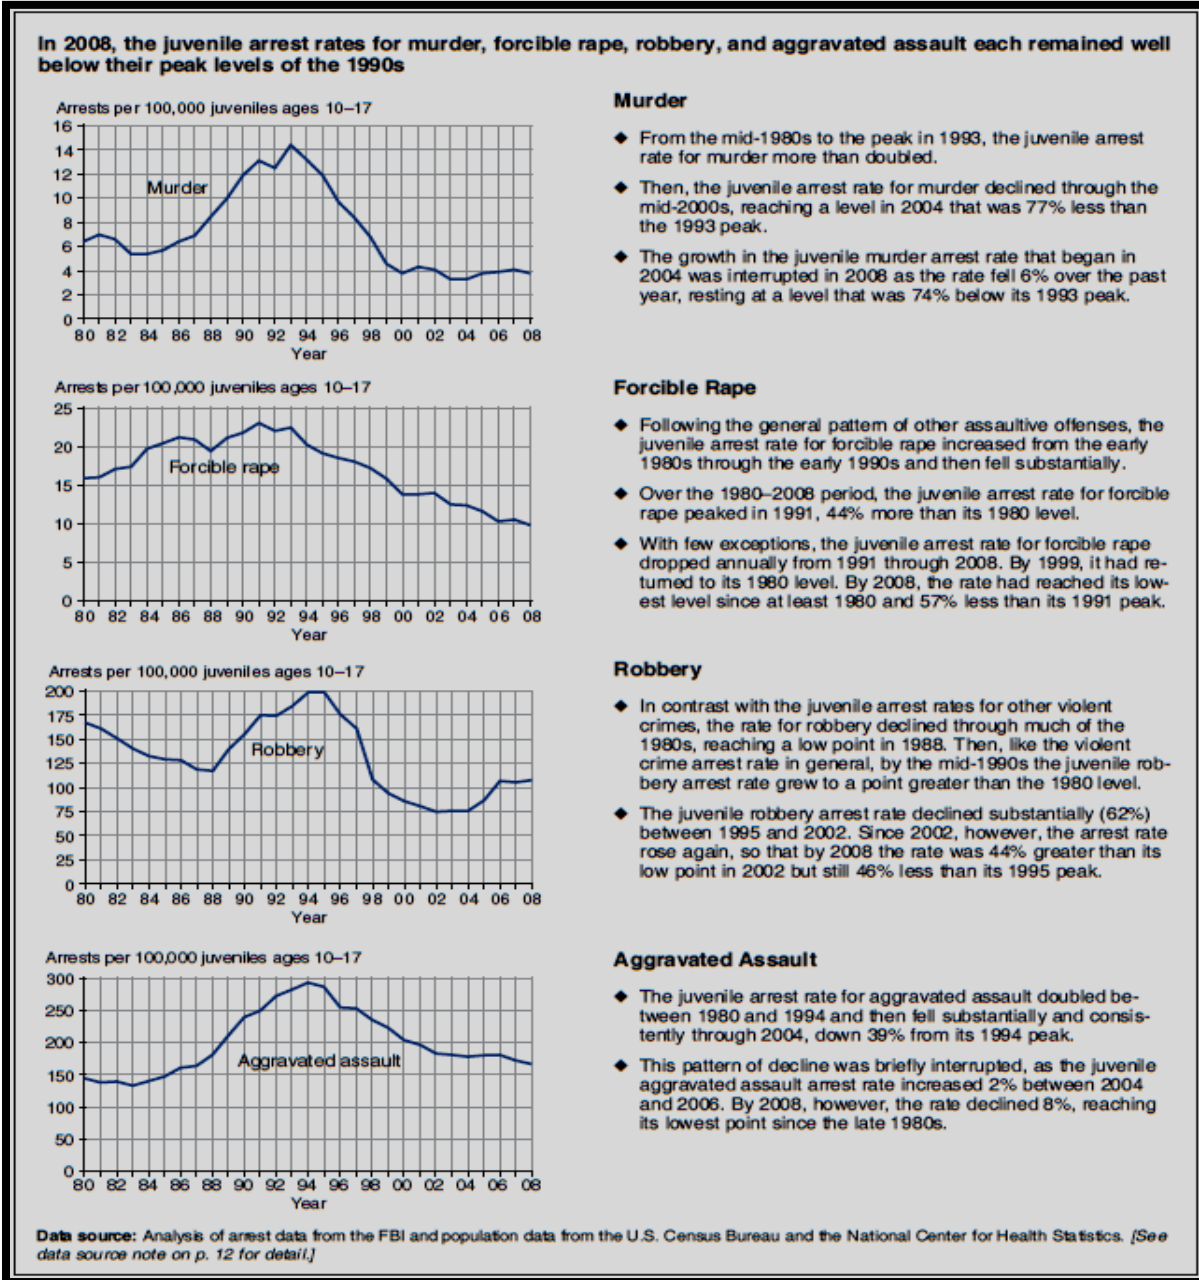 In 2008, the juvenile arrest rates for murder, forcible rape, robbery, and aggravated assault each remained well
below their peak levels of the 1990s
Arrests per 100,000 juveniles ages 10–17
16
14
12
10
8
6
4
2
0
Murder
80 82 84 86 88 90 92 94 96 98 00 02 04 06 08
Year
Murder
◆ From the mid-1980s to the peak in 1993, the juvenile arrest
rate for murder more than doubled.
◆ Then, the juvenile arrest rate for murder declined through the
mid-2000s, reaching a level in 2004 that was 77% less than
the 1993 peak.
◆ The growth in the juvenile murder arrest rate that began in
2004 was interrupted in 2008 as the rate fell 6% over the past
year, resting at a level that was 74% below its 1993 peak.
Arrests per 100,000 juveniles ages 10–17
25
20
15
10
5
0
Forcible rape
80 82 84 86 88 90 92 94 96 98 00 02 04 06 08
Year
Forcible Rape
◆ Following the general pattern of other assaultive offenses, the
juvenile arrest rate for forcible rape increased from the early
1980s through the early 1990s and then fell substantially.
◆ Over the 1980–2008 period, the juvenile arrest rate for forcible
rape peaked in 1991, 44% more than its 1980 level.
◆ With few exceptions, the juvenile arrest rate for forcible rape
dropped annually from 1991 through 2008. By 1999, it had re-
turned to its 1980 level. By 2008, the rate had reached its low-
est level since at least 1980 and 57% less than its 1991 peak.
Arrests per 100,000 juveniles ages 10–17
200
175
150
125
100
75
50
25
0
Robbery
80 82 84 86 88 90 92 94 96 98 00 02 04 06 08
Year
Robbery
◆ In contrast with the juvenile arrest rates for other violent
crimes, the rate for robbery declined through much of the
1980s, reaching a low point in 1988. Then, like the violent
crime arrest rate in general, by the mid-1990s the juvenile rob-
bery arrest rate grew to a point greater than the 1980 level.
◆ The juvenile robbery arrest rate declined substantially (62%)
between 1995 and 2002. Since 2002, however, the arrest rate
rose again, so that by 2008 the rate was 44% greater than its
low point in 2002 but still 46% less than its 1995 peak.
Arrests per 100,000 juveniles ages 10–17
300
250
200
150
100
50
0
Aggravated assault
80 82 84 86 88 90 92 94 96 98 00 02 04 06 08
Year
Aggravated Assault
◆ The juvenile arrest rate for aggravated assault doubled be-
tween 1980 and 1994 and then fell substantially and consis-
tently through 2004, down 39% from its 1994 peak.
◆ This pattern of decline was briefly interrupted, as the juvenile
aggravated assault arrest rate increased 2% between 2004
and 2006. By 2008, however, the rate declined 8%, reaching
its lowest point since the late 1980s.
Data source: Analysis of arrest data from the FBI and population data from the U.S. Census Bureau and the National Center for Health Statistics. [See
data source note on p. 12 for detail.]